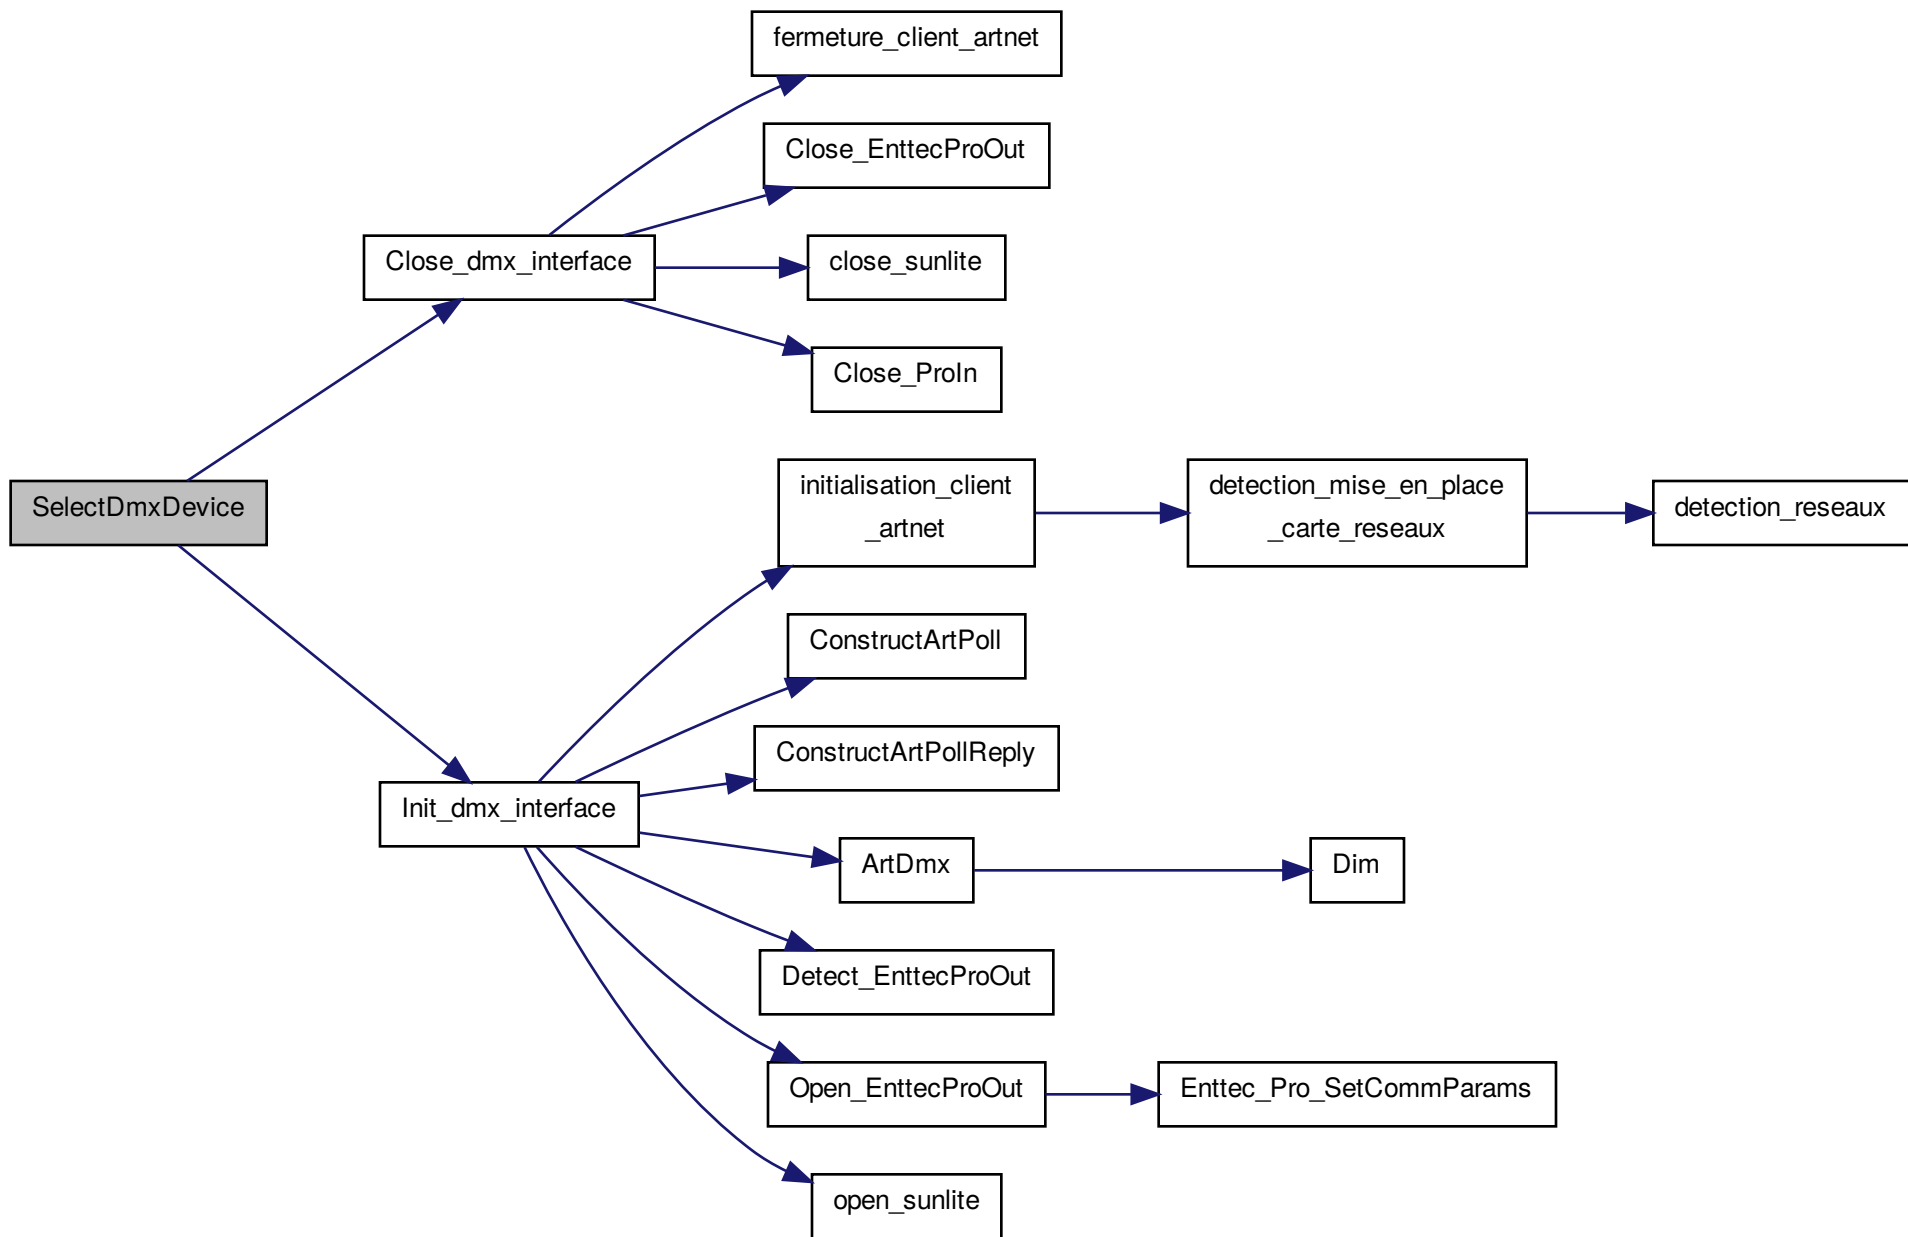 fermeture_client_artnet
Close_EnttecProOut
Close_dmx_interface
close_sunlite
Close_ProIn
SelectDmxDevice
initialisation_client
_artnet
detection_mise_en_place
_carte_reseaux
detection_reseaux
ConstructArtPoll
ConstructArtPollReply
Init_dmx_interface
ArtDmx
Dim
Detect_EnttecProOut
Open_EnttecProOut
Enttec_Pro_SetCommParams
open_sunlite